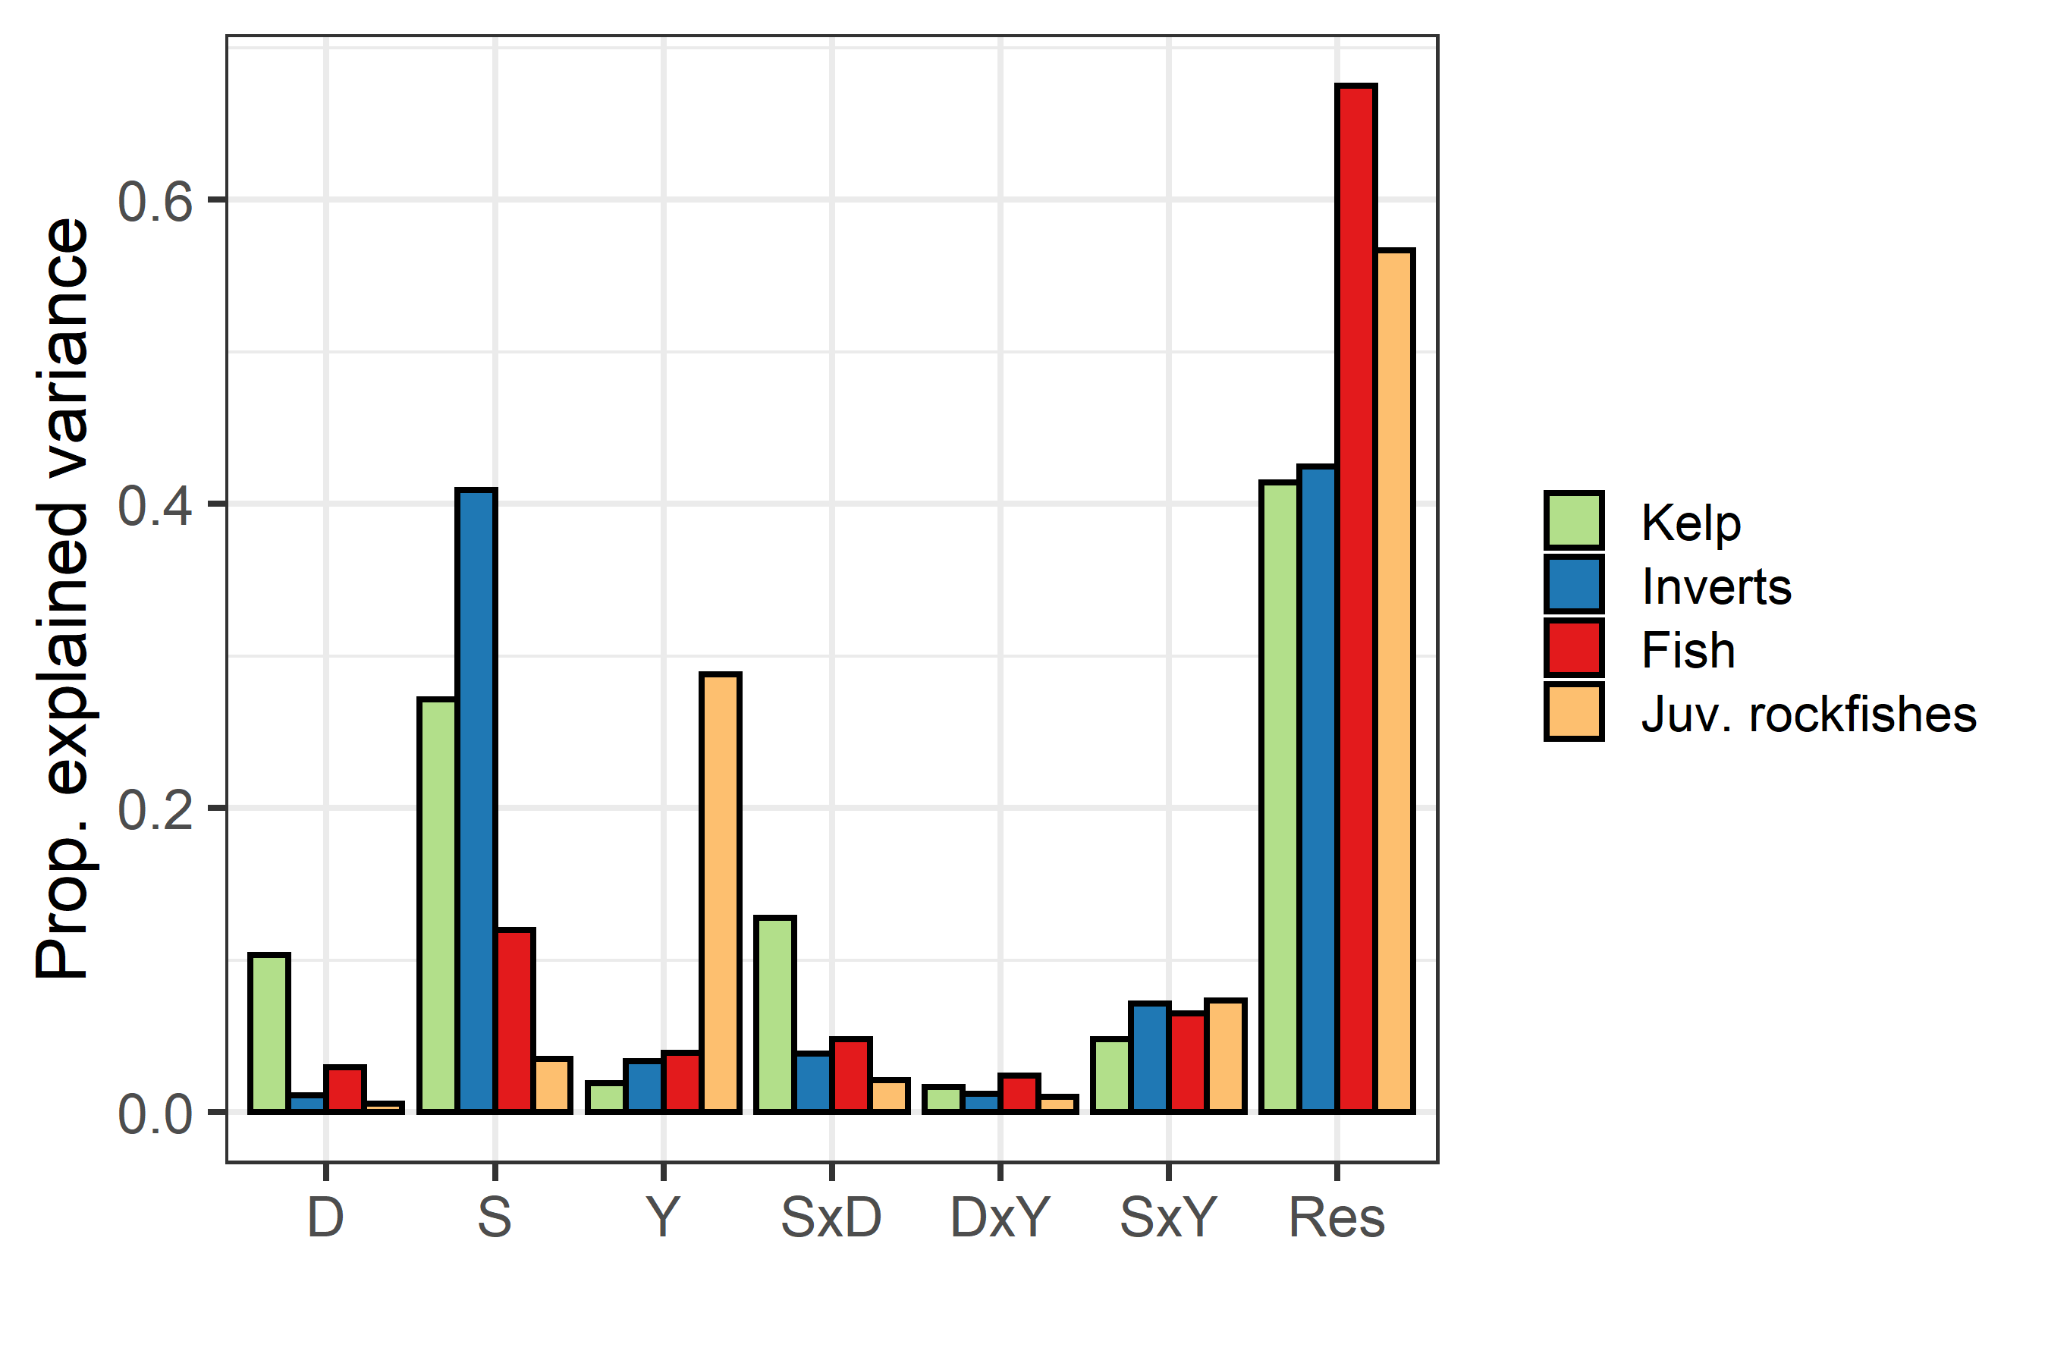 Prop. explained variance
0.6
0.4
0.2
0.0
D S Y SxD DxY SxY Res
Kelp
Inverts
Fish
Juv. rockfishes